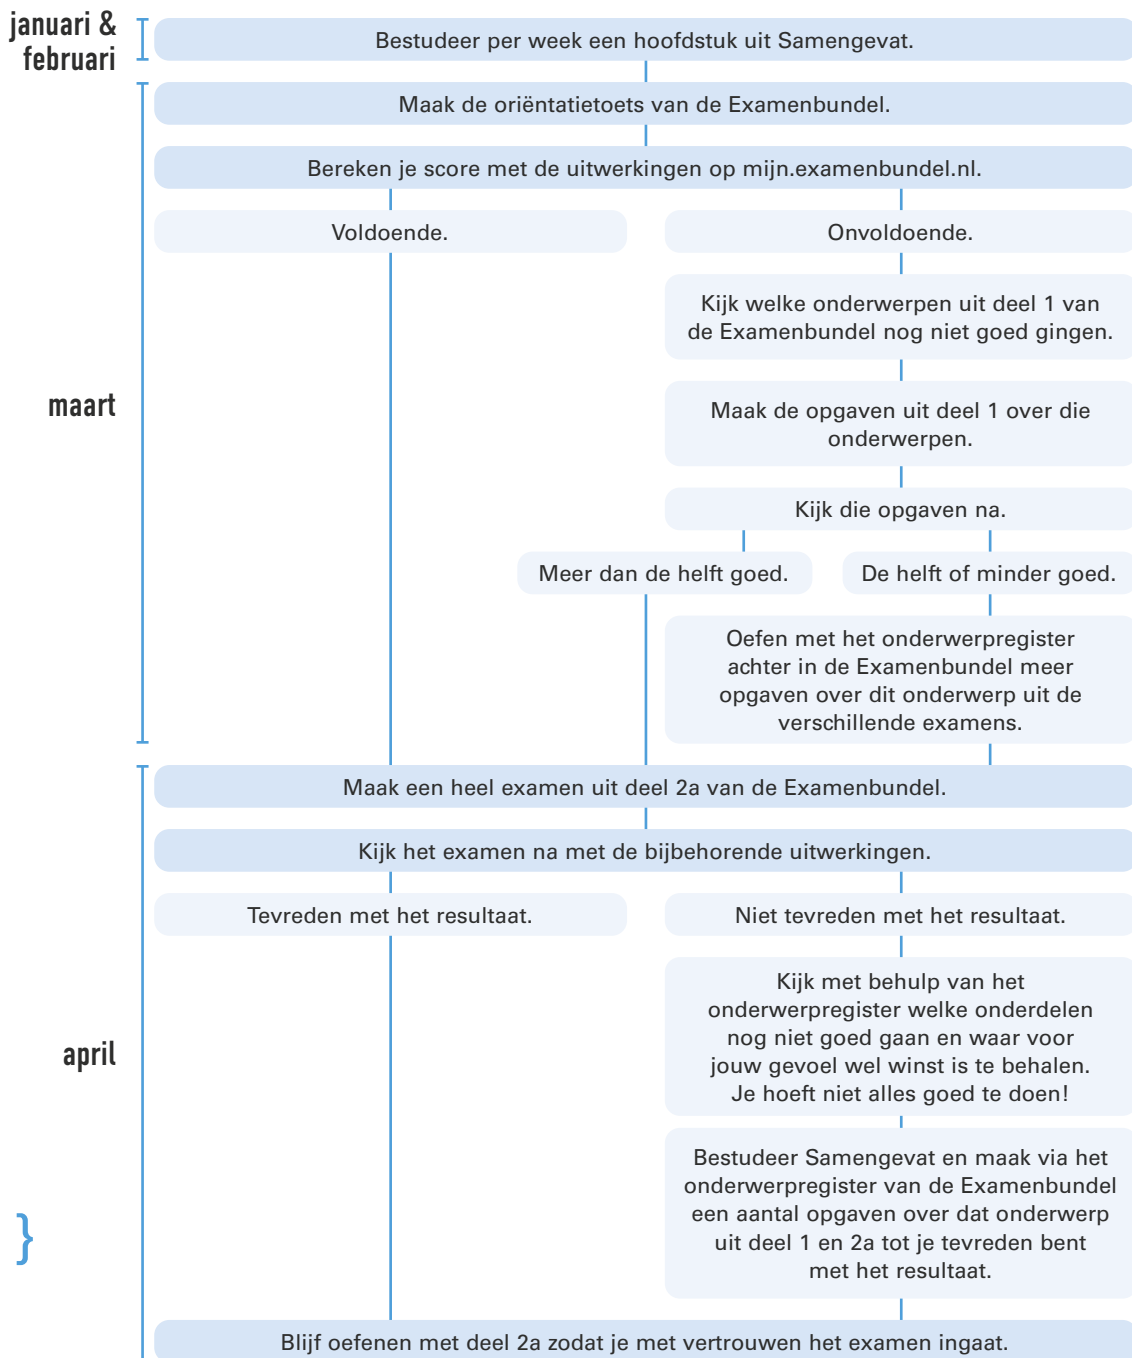 januari &
februari
Bestudeer per week een hoofdstuk uit Samengevat.
maart
Maak de oriëntatietoets van de Examenbundel.
Bereken je score met de uitwerkingen op mijn.examenbundel.nl.
Voldoende.
Onvoldoende.
Kijk welke onderwerpen uit deel 1 van
de Examenbundel nog niet goed gingen.
Maak de opgaven uit deel 1 over die
onderwerpen.
Kijk die opgaven na.
Meer dan de helft goed.
De helft of minder goed.
Oefen met het onderwerpregister
achter in de Examenbundel meer
opgaven over dit onderwerp uit de
verschillende examens.
april
Maak een heel examen uit deel 2a van de Examenbundel.
Kijk het examen na met de bijbehorende uitwerkingen.
Tevreden met het resultaat.
Niet tevreden met het resultaat.
Kijk met behulp van het
onderwerpregister welke onderdelen
nog niet goed gaan en waar voor
jouw gevoel wel winst is te behalen.
Je hoeft niet alles goed te doen!
Bestudeer Samengevat en maak via het
onderwerpregister van de Examenbundel
een aantal opgaven over dat onderwerp
uit deel 1 en 2a tot je tevreden bent
met het resultaat.
}
Blijf oefenen met deel 2a zodat je met vertrouwen het examen ingaat.